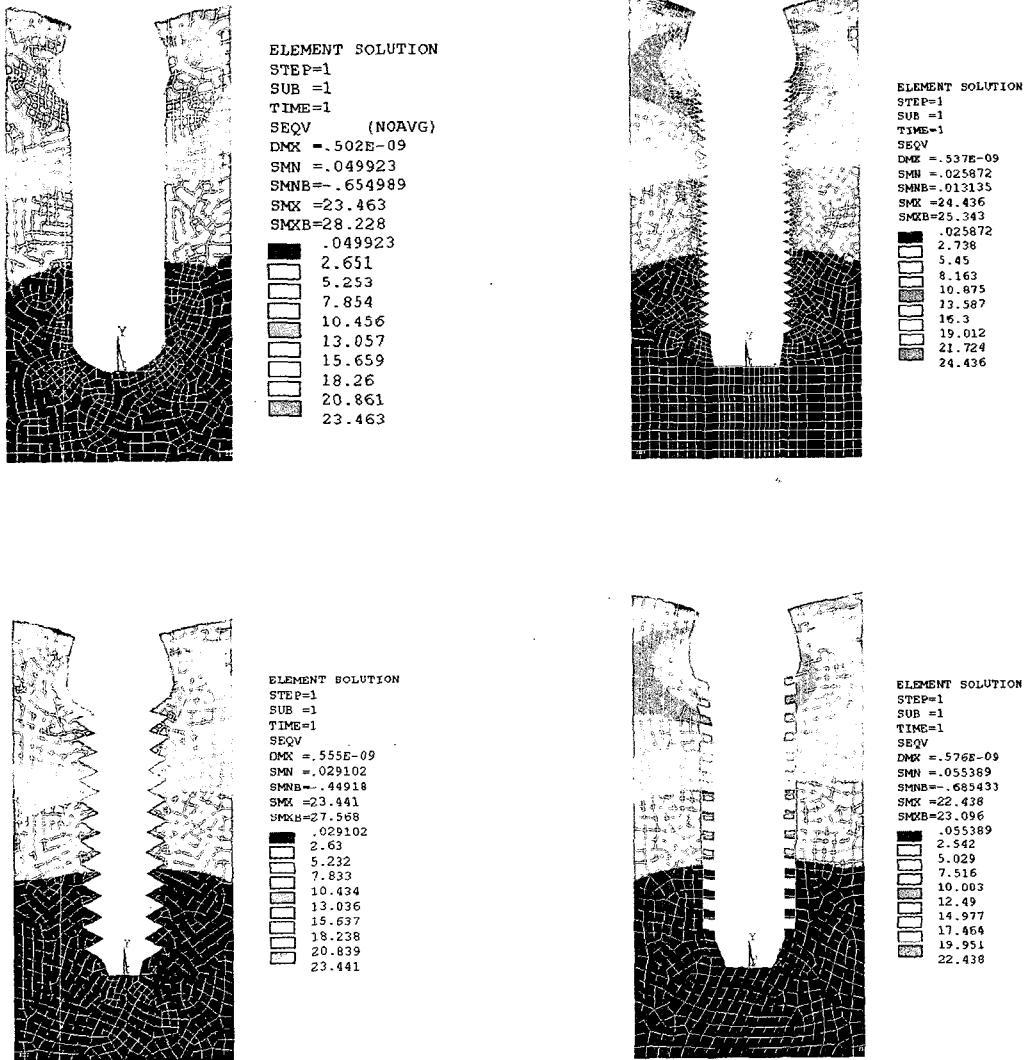 ELEMENT SOLUTION
STEP=1
SUB =1
TIME=1
SEQV (NOAVG)
DMX =.502E-09
SMN =.049923
SMNB=-.654989
SMX =23.463
SMXB=28.228
.049923
2.651
5.253
7.854
10.456
13.057
15.659
18.26
20.861
23.463
Y
ELEMENT SOLUTION
STEP=1
SUB =1
TIME=1
SEQV
DMX =.537E-09
SMN =.025872
SMNB=.013135
SMX =24.436
SMXB=25.343
.025872
2.738
5.45
8.163
10.875
13.587
16.3
19.012
21.724
24.436
Y
ELEMENT SOLUTION
STEP=1
SUB =1
TIME=1
SEQV
DMX =.555E-09
SMN =.029102
SMNB=-.44918
SMX =23.441
SMXB=27.568
.029102
2.63
5.232
7.833
10.434
13.036
15.637
18.238
20.839
23.441
Y
ELEMENT SOLUTION
STEP=1
SUB =1
TIME=1
SEQV
DMX =.576E-09
SMN =.055389
SMNB=-.685433
SMX =22.438
SMXB=23.096
.055389
2.542
5.029
7.516
10.003
12.49
14.977
17.464
19.951
22.438
Y